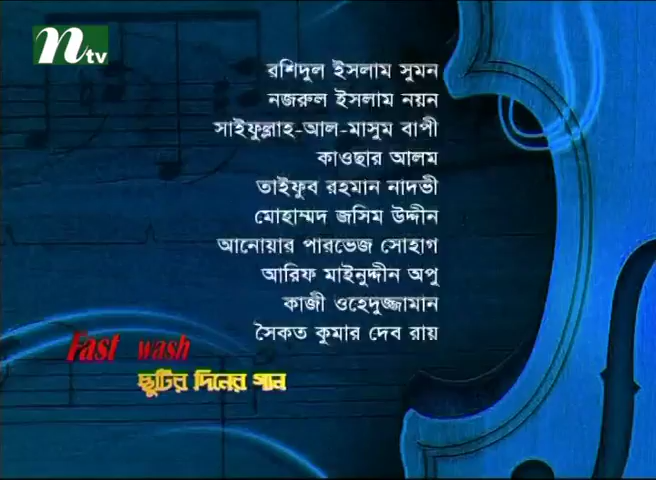 ntv
রশিদুল ইসলাম সুমন
নজরুল ইসলাম নয়ন
সাইফুল্লাহ-আল-মাসুম বাপী
কাওছার আলম
তাইফুব রহমান নাদভী
মোহাম্মদ জসিম উদ্দীন
আনোয়ার পারভেজ সোহাগ
আরিফ মাইনুদ্দীন অপু
কাজী ওহেদুজ্জামান
সৈকত কুমার দেব রায়
Fast wash
ছুটির দিনের গান